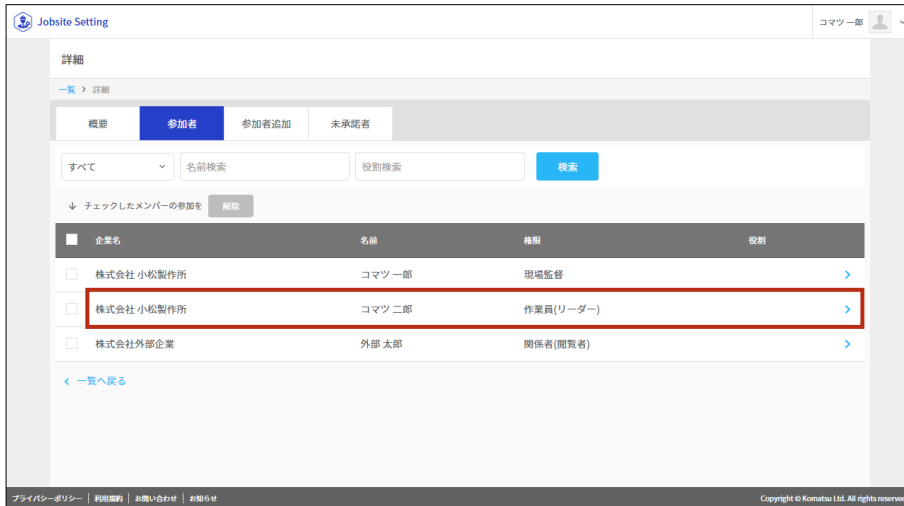 Jobsite Setting
コマツ 一郎
詳細
一覧 > 詳細
概要 参加者 参加者追加 未承諾者
すべて 名前検索 役割検索 検索
↓ チェックしたメンバーの参加を 解除
企業名 名前 権限 役割
株式会社 小松製作所 コマツ 一郎 現場監督
株式会社 小松製作所 コマツ 二郎 作業員(リーダー)
株式会社外部企業 外部 太郎 関係者(閲覧者)
一覧へ戻る
プライバシーポリシー | 利用規約 | お問い合わせ | お知らせ Copyright © Komatsu Ltd. All rights reserved